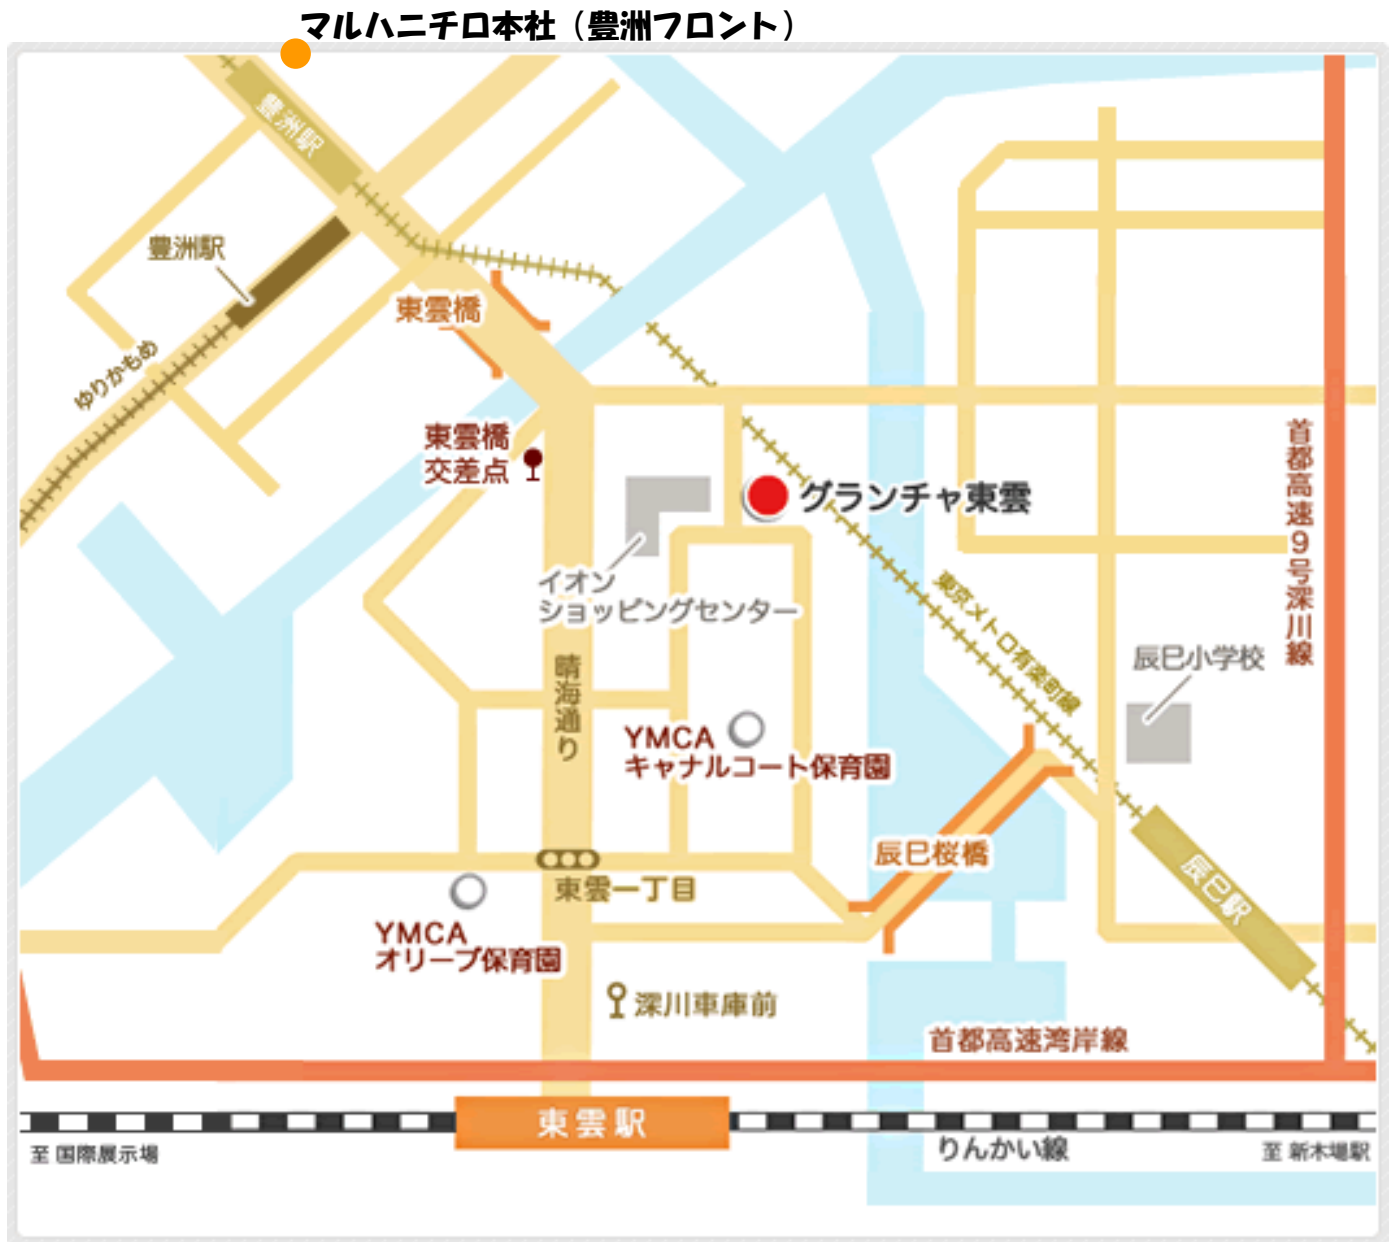 マルハニチロ本社（豊洲フロント）
豊洲駅
豊洲駅
東雲橋
ゆりかもめ
東雲橋
交差点
グランチャ東雲
首都高速9号深川線
イオン
ショッピングセンター
東京メトロ有楽町線
辰巳小学校
晴海通り
YMCA
キャナルコート保育園
辰巳桜橋
辰巳駅
東雲一丁目
YMCA
オリーブ保育園
深川車庫前
首都高速湾岸線
東雲駅
至 国際展示場
りんかい線
至 新木場駅